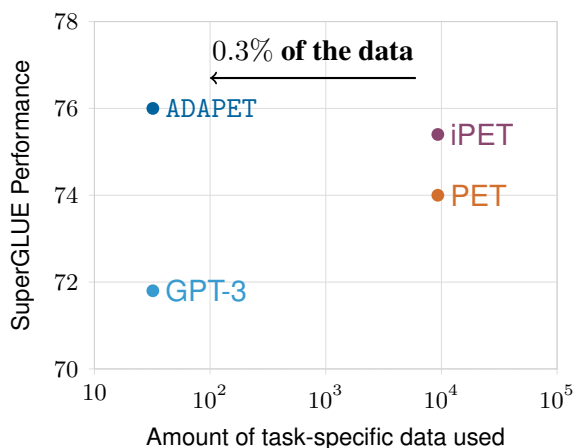 78
0.3% of the data
76
ADAPET
iPET
74
PET
72
GPT-3
70
10
10²
10³
10⁴
10⁵
SuperGLUE Performance
Amount of task-specific data used